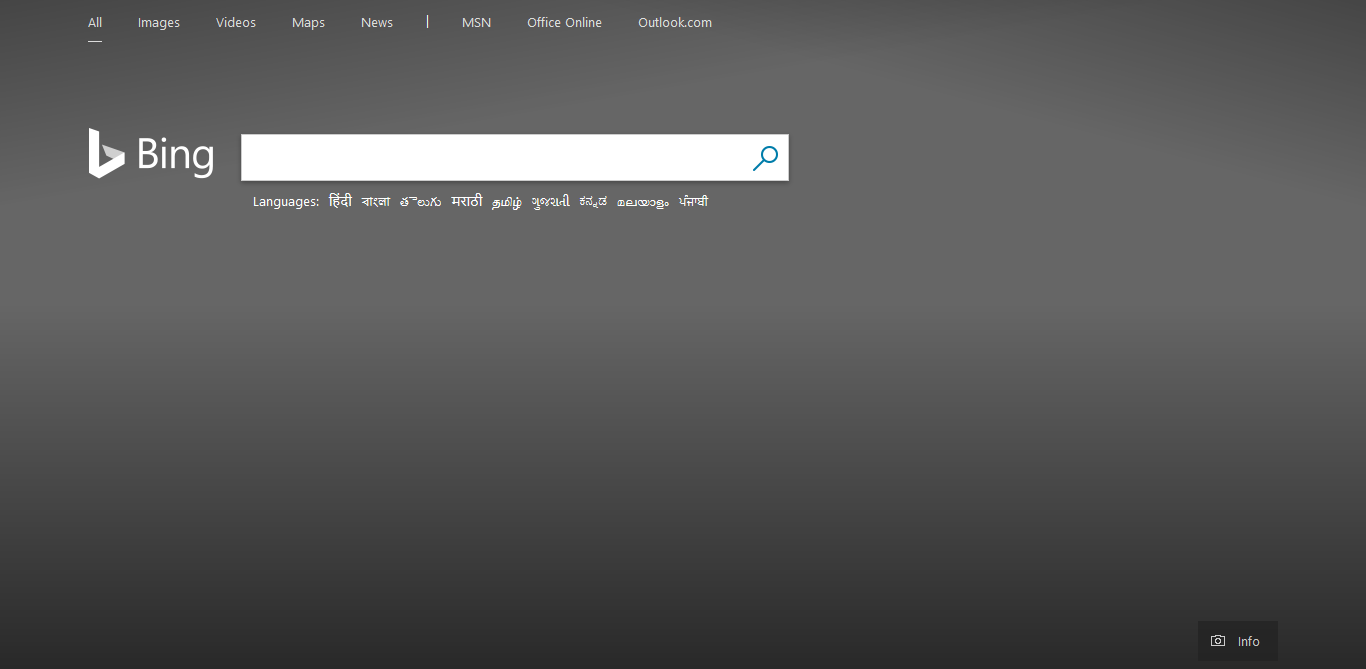 All Images Videos Maps News | MSN Office Online Outlook.com
Bing
Languages: हिंदी বাংলা తెలుగు मराठी தமிழ் ગુજરાતી ಕನ್ನಡ മലയാളം ਪੰਜਾਬੀ
Info